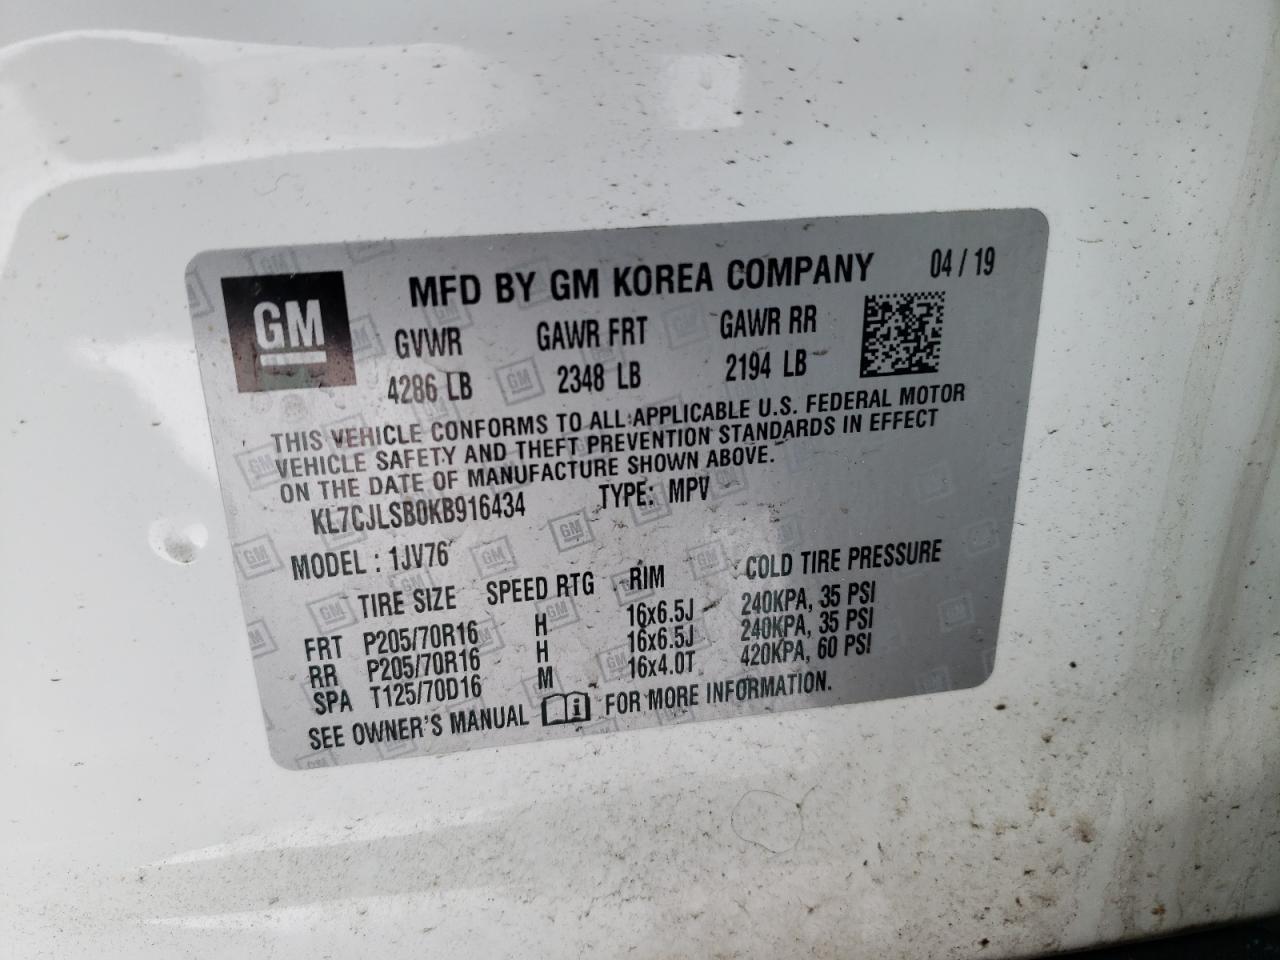 GM
MFD BY GM KOREA COMPANY 04 / 19
GVWR GAWR FRT GAWR RR
4286 LB 2348 LB 2194 LB
THIS VEHICLE CONFORMS TO ALL APPLICABLE U.S. FEDERAL MOTOR
VEHICLE SAFETY AND THEFT PREVENTION STANDARDS IN EFFECT
ON THE DATE OF MANUFACTURE SHOWN ABOVE.
KL7CJLSB0KB916434 TYPE: MPV
MODEL : 1JV76
TIRE SIZE SPEED RTG RIM COLD TIRE PRESSURE
FRT P205/70R16 H 16x6.5J 240KPA, 35 PSI
RR P205/70R16 H 16x6.5J 240KPA, 35 PSI
SPA T125/70D16 M 16x4.0T 420KPA, 60 PSI
SEE OWNER'S MANUAL FOR MORE INFORMATION.